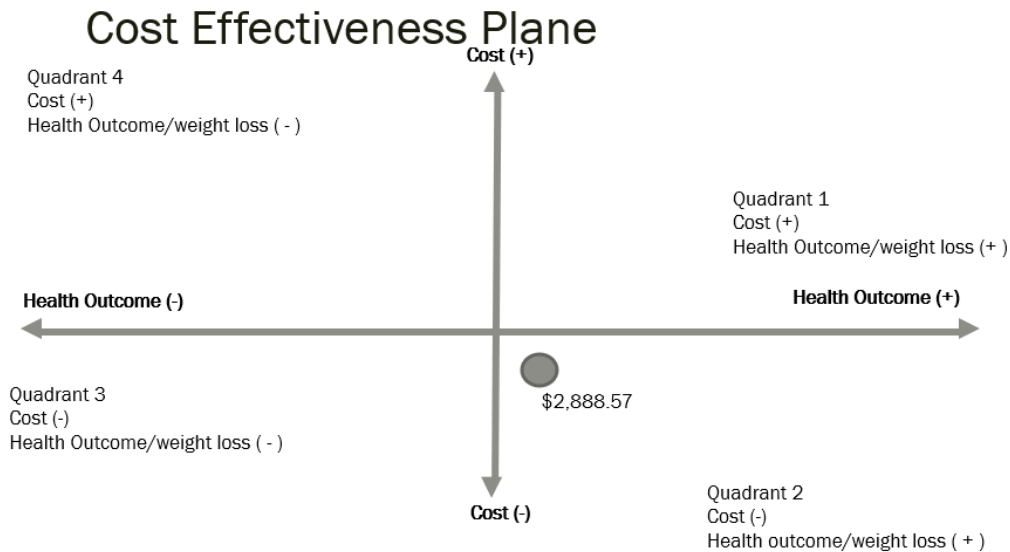 Cost Effectiveness Plane
Cost (+)
Quadrant 4
Cost (+)
Health Outcome/weight loss ( - )
Quadrant 1
Cost (+)
Health Outcome/weight loss (+ )
Health Outcome (-)
Health Outcome (+)
$2,888.57
Quadrant 3
Cost (-)
Health Outcome/weight loss ( - )
Quadrant 2
Cost (-)
Health outcome/weight loss ( + )
Cost (-)